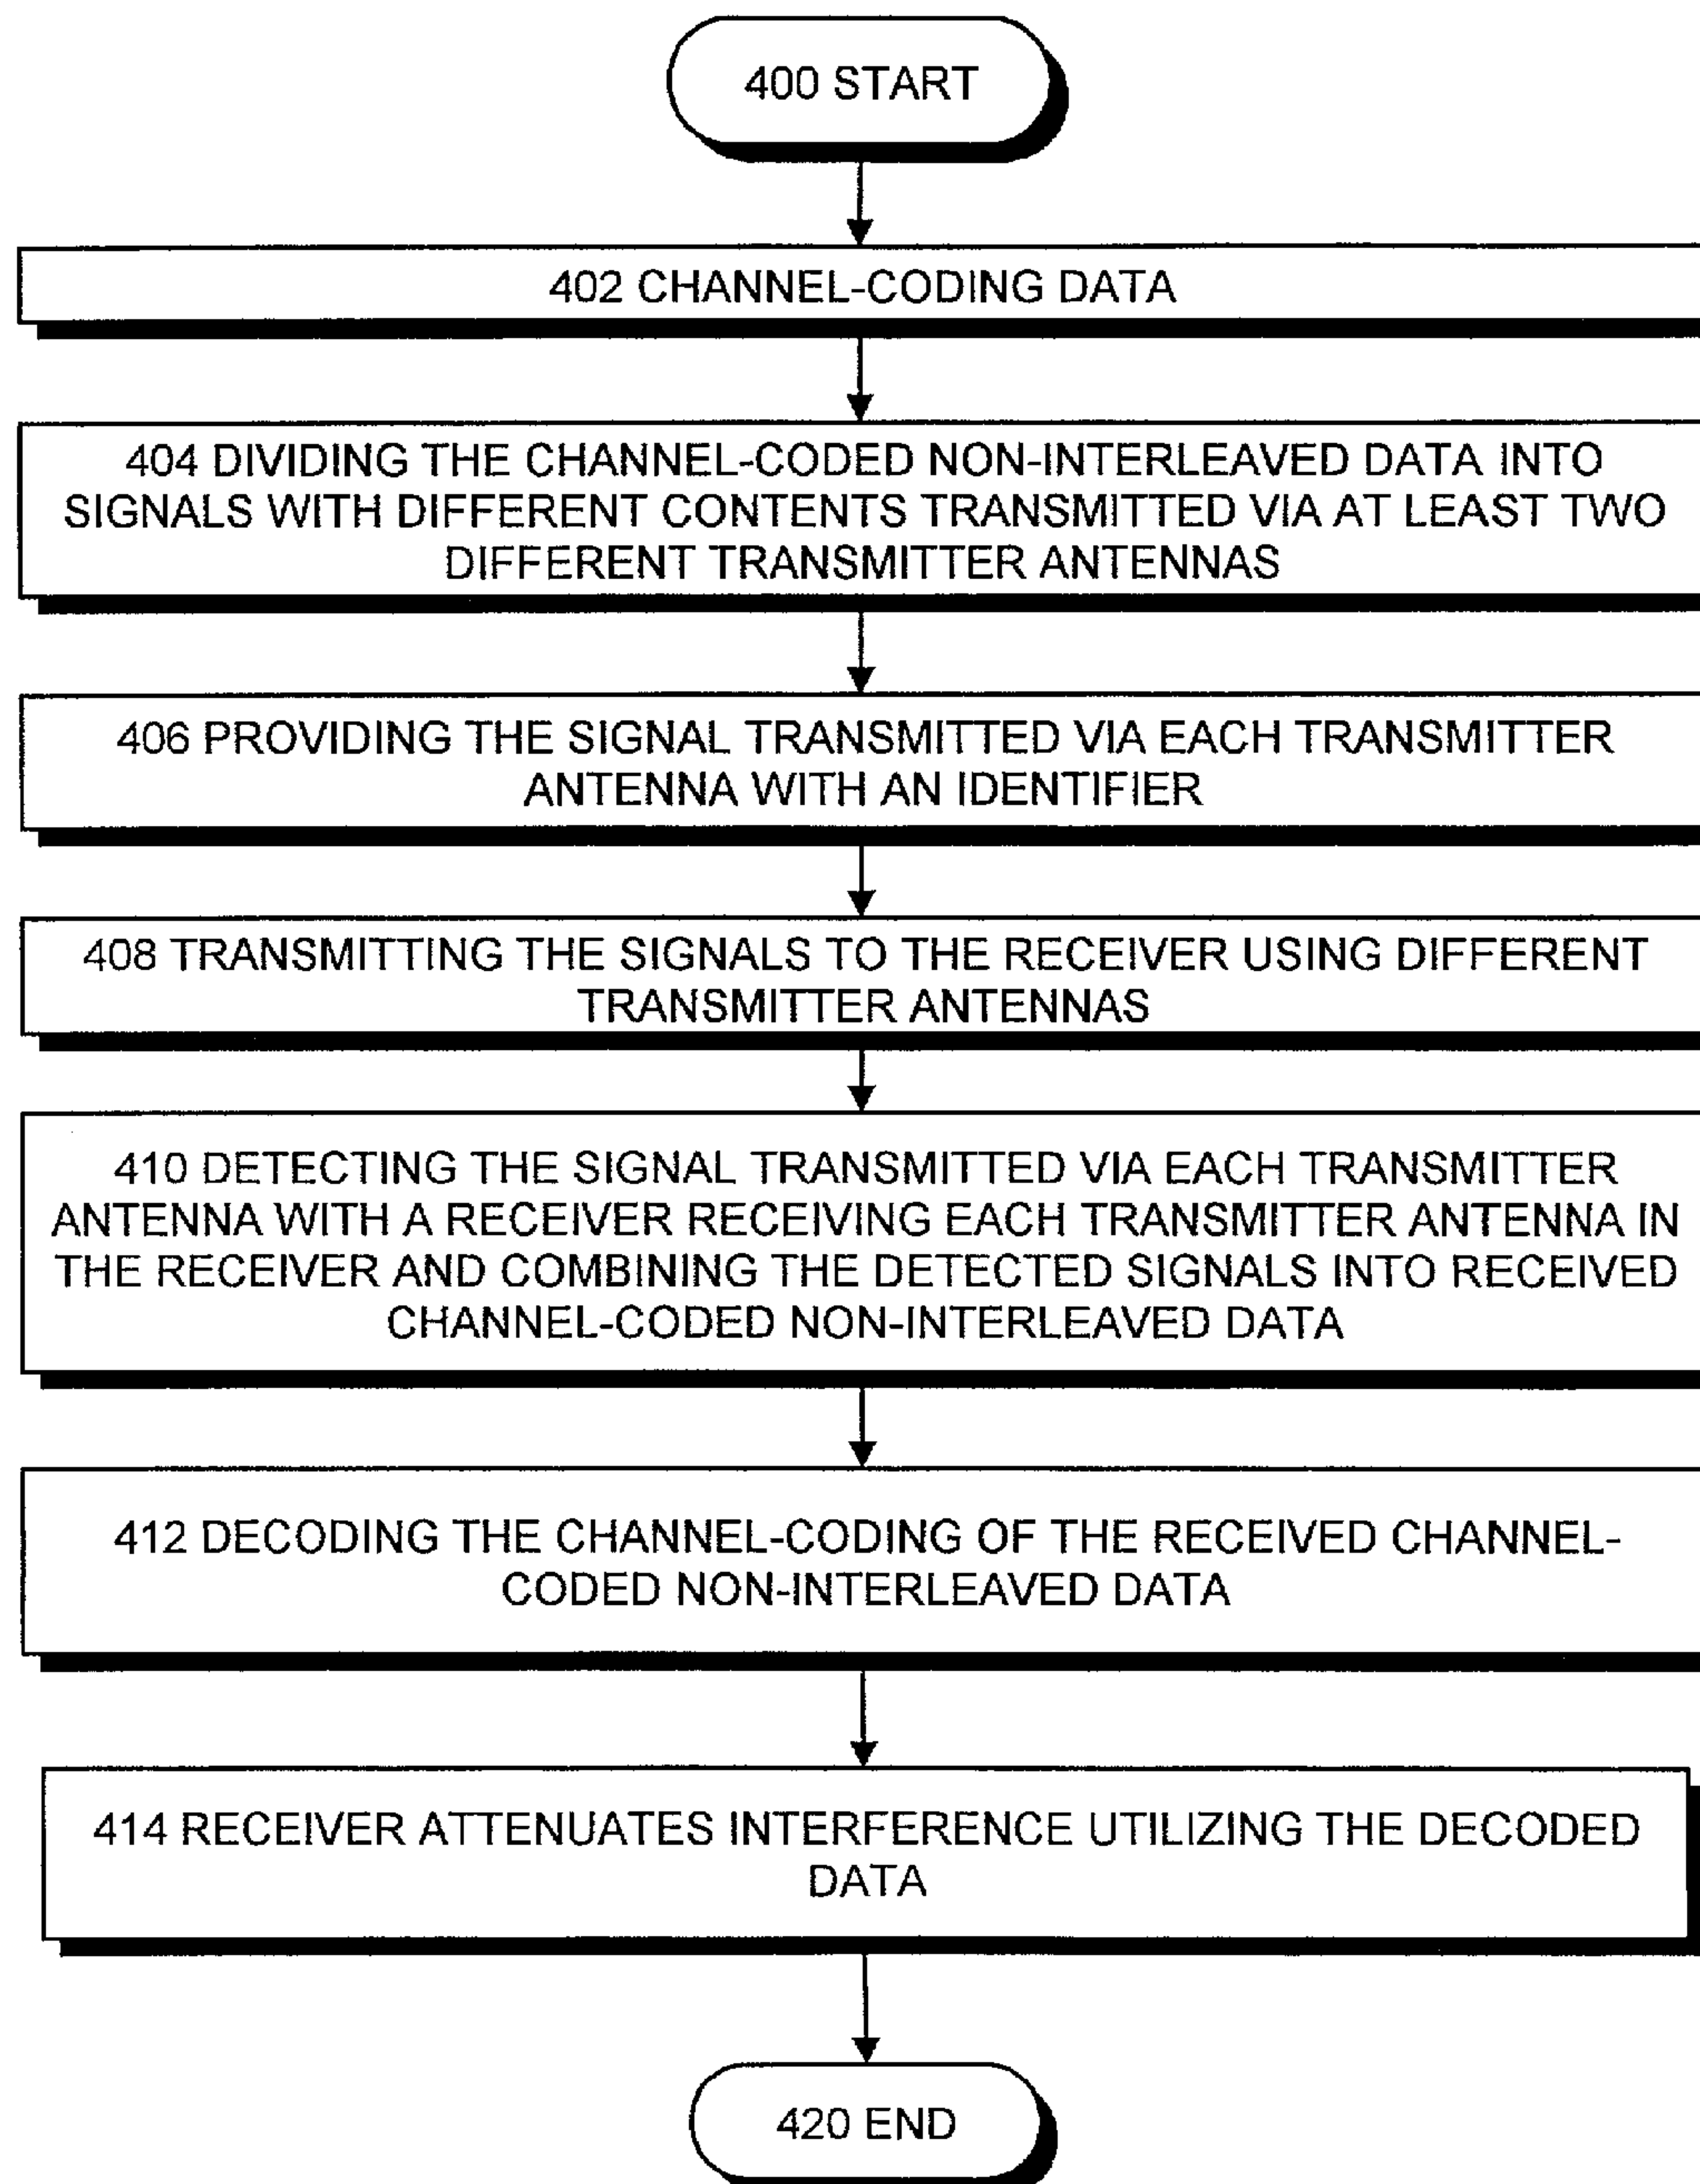 400 START
402 CHANNEL-CODING DATA
404 DIVIDING THE CHANNEL-CODED NON-INTERLEAVED DATA INTO
SIGNALS WITH DIFFERENT CONTENTS TRANSMITTED VIA AT LEAST TWO
DIFFERENT TRANSMITTER ANTENNAS
406 PROVIDING THE SIGNAL TRANSMITTED VIA EACH TRANSMITTER
ANTENNA WITH AN IDENTIFIER
408 TRANSMITTING THE SIGNALS TO THE RECEIVER USING DIFFERENT
TRANSMITTER ANTENNAS
410 DETECTING THE SIGNAL TRANSMITTED VIA EACH TRANSMITTER
ANTENNA WITH A RECEIVER RECEIVING EACH TRANSMITTER ANTENNA IN
THE RECEIVER AND COMBINING THE DETECTED SIGNALS INTO RECEIVED
CHANNEL-CODED NON-INTERLEAVED DATA
412 DECODING THE CHANNEL-CODING OF THE RECEIVED CHANNEL-
CODED NON-INTERLEAVED DATA
414 RECEIVER ATTENUATES INTERFERENCE UTILIZING THE DECODED
DATA
420 END